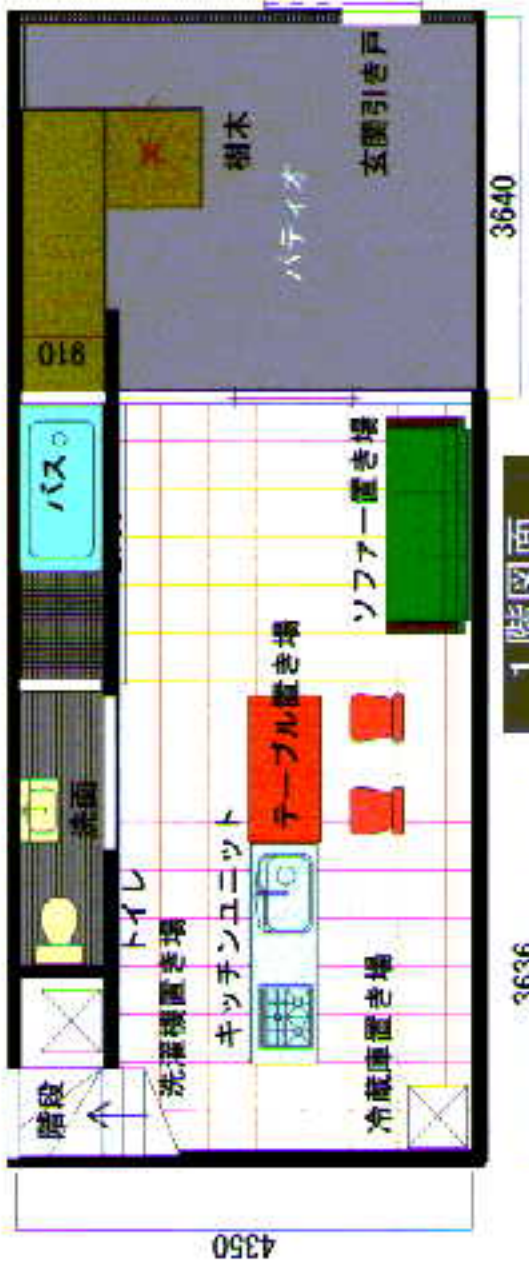 階段
洗濯機置き場
トイレ
洗面
バス
910
樹木
パティオ
玄関引き戸
キッチンユニット
テーブル置き場
ソファー置き場
冷蔵庫置き場
4350
3636
3640
1階図面